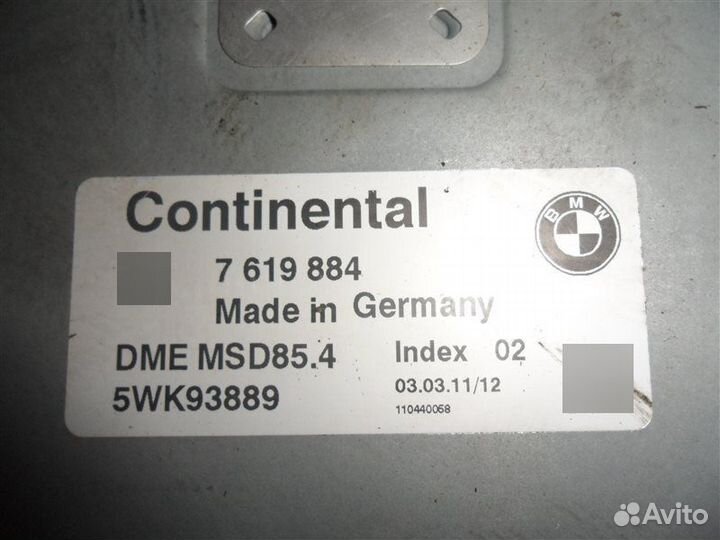 Continental
BMW
7 619 884
Made in Germany
DME MSD85.4 Index 02
5WK93889 03.03.11/12
110440068
Avito